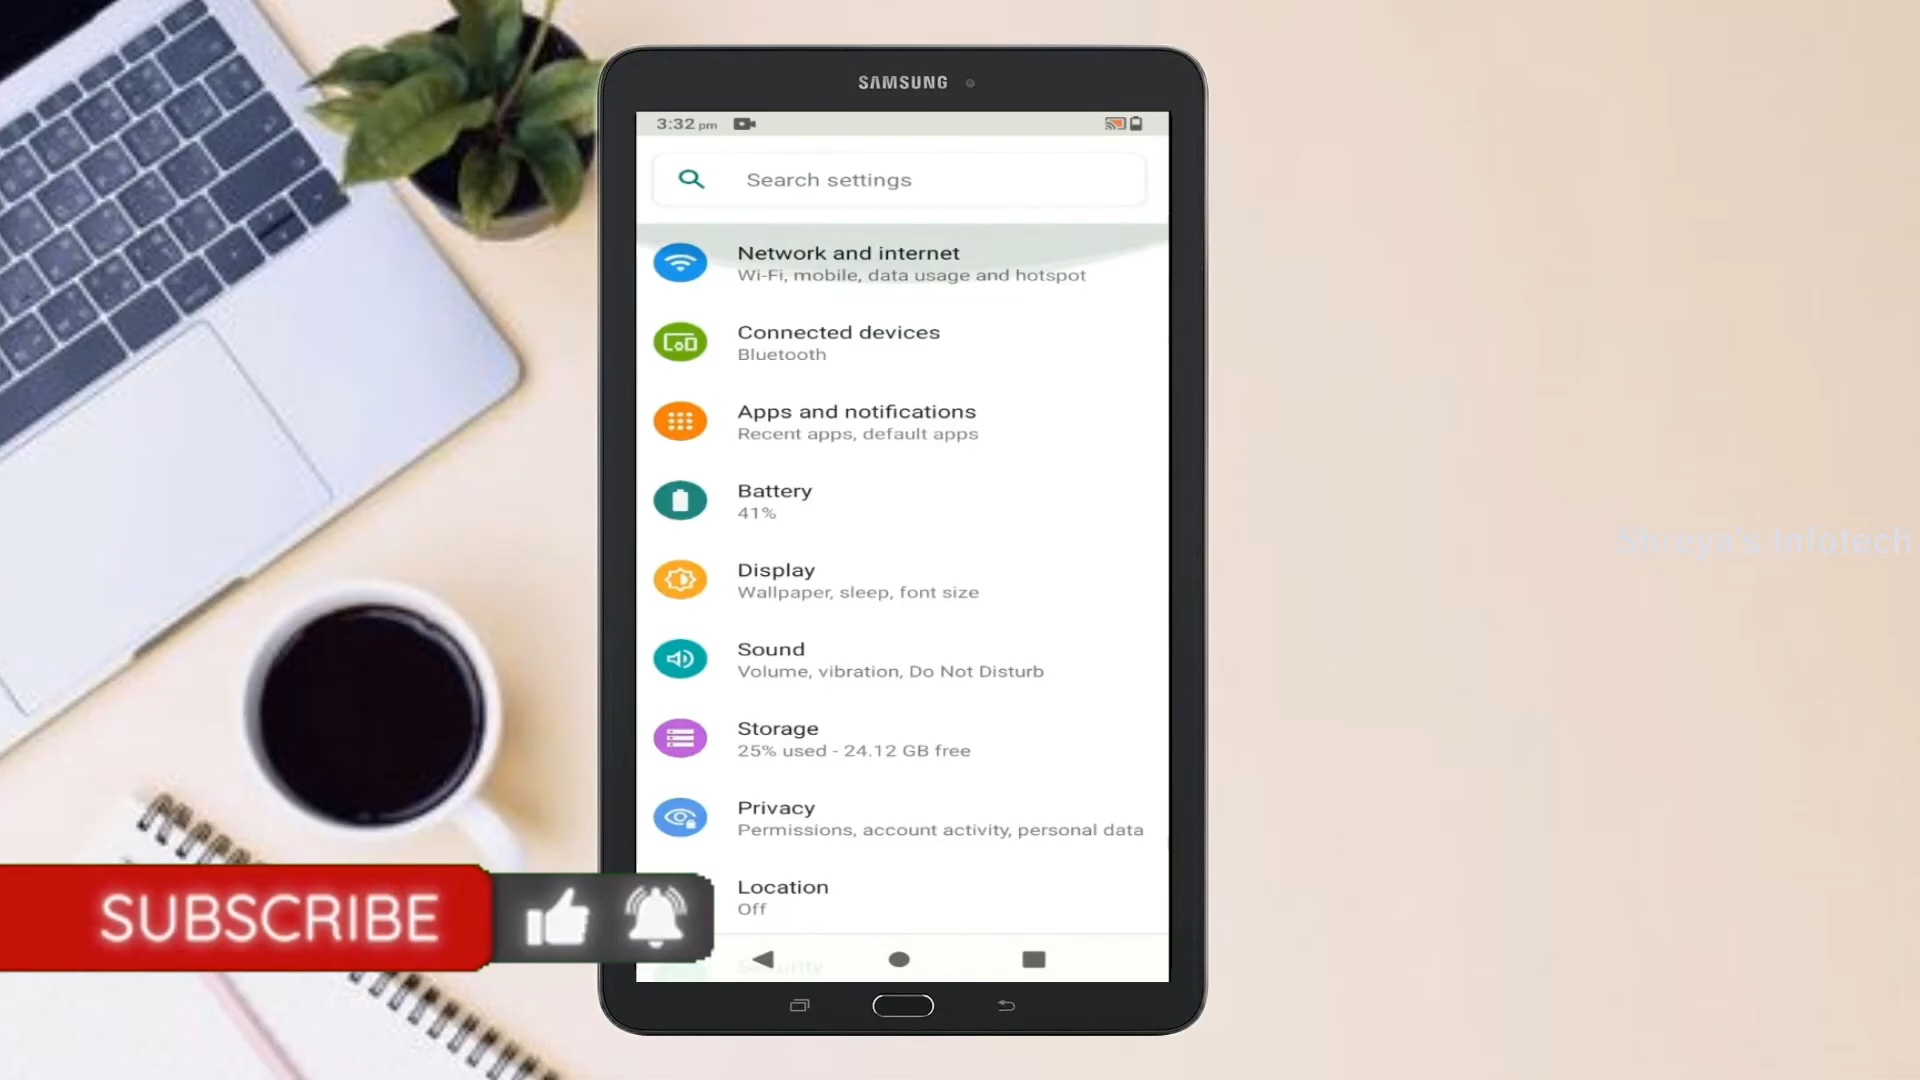 SAMSUNG
3:32 pm
Search settings
Network and internet
Wi-Fi, mobile, data usage and hotspot
Connected devices
Bluetooth
Apps and notifications
Recent apps, default apps
Battery
41%
Display
Wallpaper, sleep, font size
Sound
Volume, vibration, Do Not Disturb
Storage
25% used - 24.12 GB free
Privacy
Permissions, account activity, personal data
Location
Off
Security
SUBSCRIBE
Shreya's Infotech